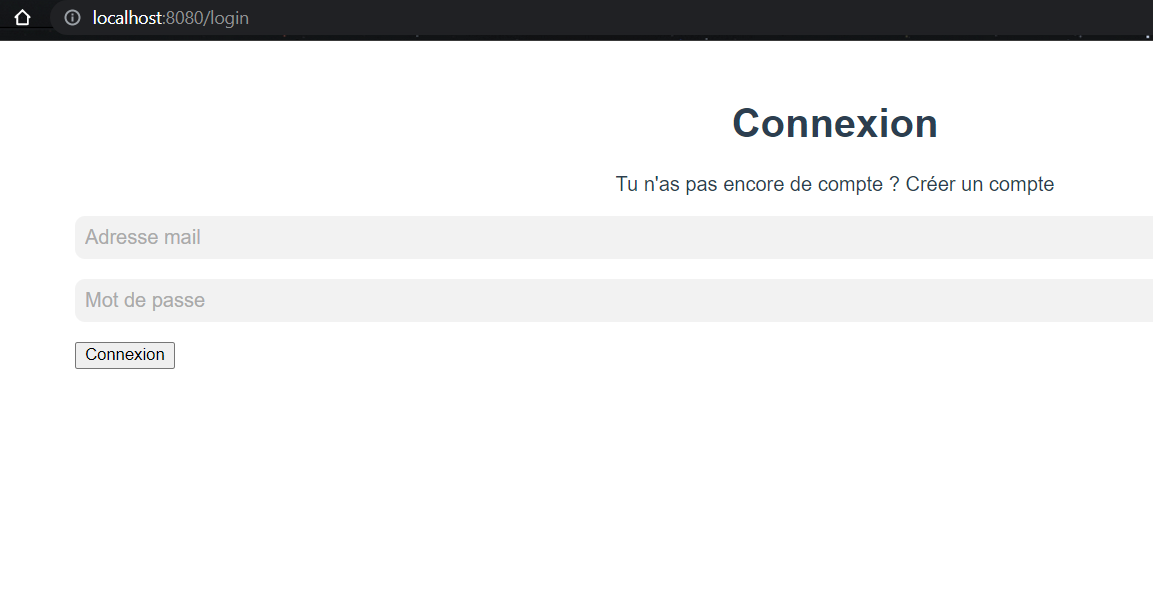 localhost:8080/login
Connexion
Tu n'as pas encore de compte ? Créer un compte
Adresse mail
Mot de passe
Connexion